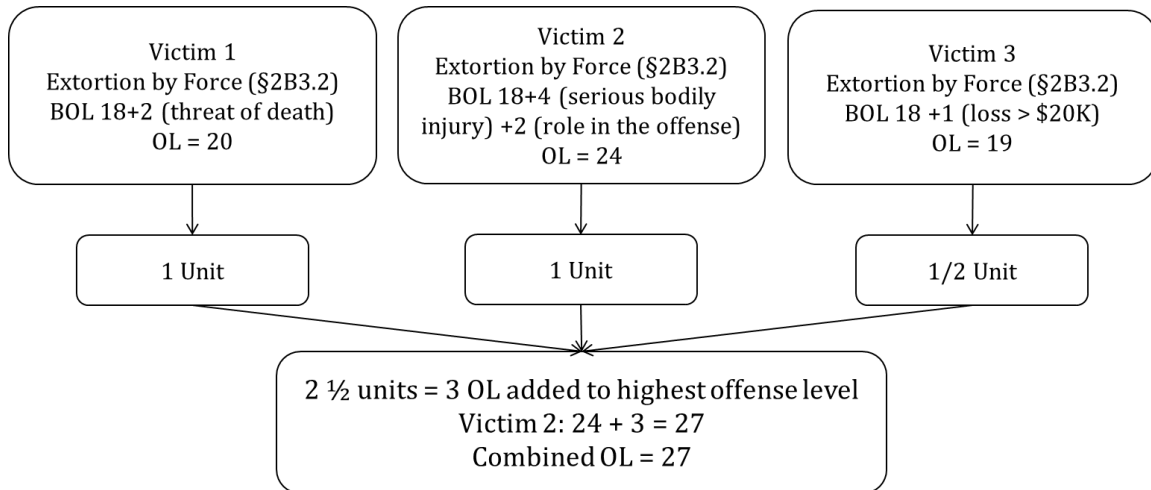 Victim 1
Extortion by Force (§2B3.2)
BOL 18+2 (threat of death)
OL = 20
Victim 2
Extortion by Force (§2B3.2)
BOL 18+4 (serious bodily
injury) +2 (role in the offense)
OL = 24
Victim 3
Extortion by Force (§2B3.2)
BOL 18 +1 (loss > $20K)
OL = 19
1 Unit
1 Unit
1/2 Unit
2 ½ units = 3 OL added to highest offense level
Victim 2: 24 + 3 = 27
Combined OL = 27